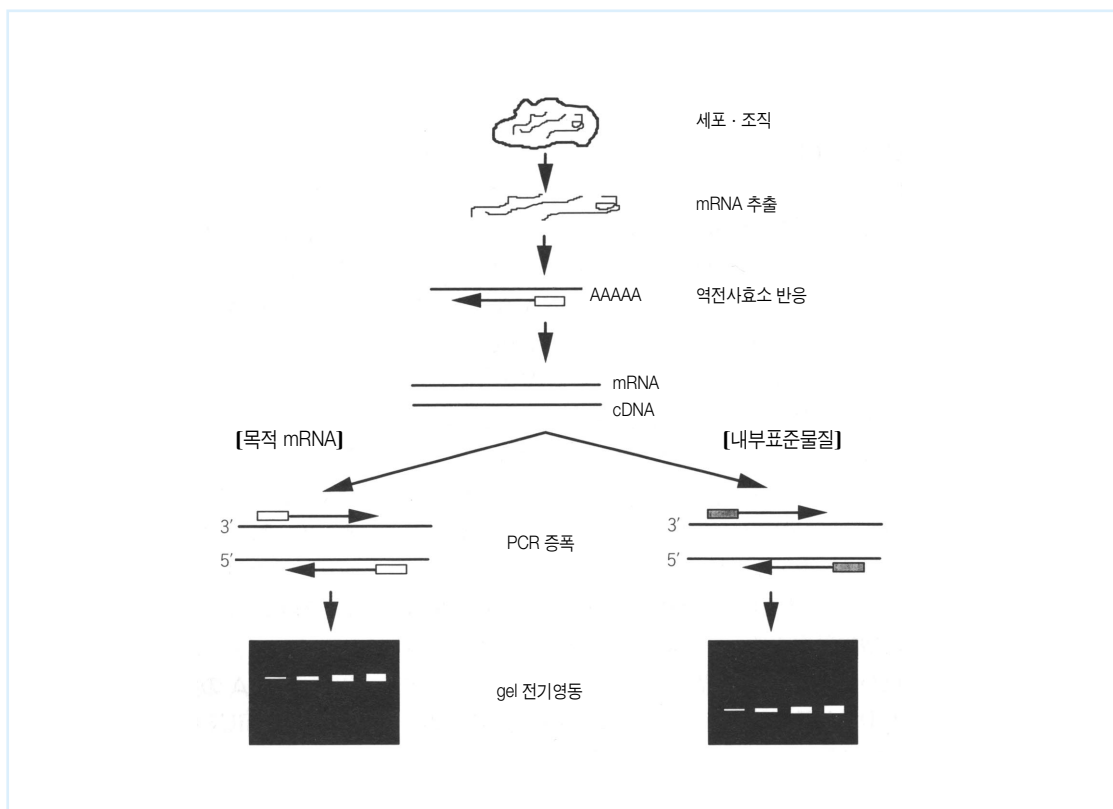 세포 · 조직
mRNA 추출
AAAAA 역전사효소 반응
mRNA
cDNA
[목적 mRNA] [내부표준물질]
3′ 3′
PCR 증폭
5′ 5′
gel 전기영동